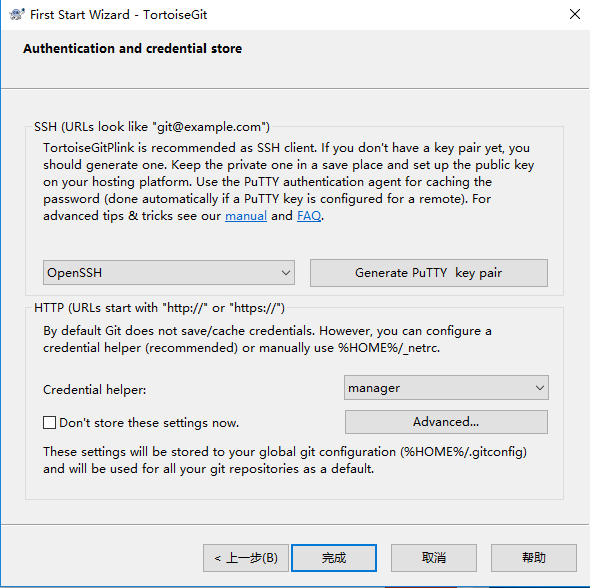 First Start Wizard - TortoiseGit
Authentication and credential store
SSH (URLs look like "git@example.com")
TortoiseGitPlink is recommended as SSH client. If you don't have a key pair yet, you
should generate one. Keep the private one in a save place and set up the public key
on your hosting platform. Use the PuTTY authentication agent for caching the
password (done automatically if a PuTTY key is configured for a remote). For
advanced tips & tricks see our manual and FAQ.
OpenSSH
Generate PuTTY key pair
HTTP (URLs start with "http://" or "https://")
By default Git does not save/cache credentials. However, you can configure a
credential helper (recommended) or manually use %HOME%/_netrc.
Credential helper:
manager
Don't store these settings now.
Advanced...
These settings will be stored to your global git configuration (%HOME%/.gitconfig)
and will be used for all your git repositories as a default.
< 上一步(B)
完成
取消
帮助